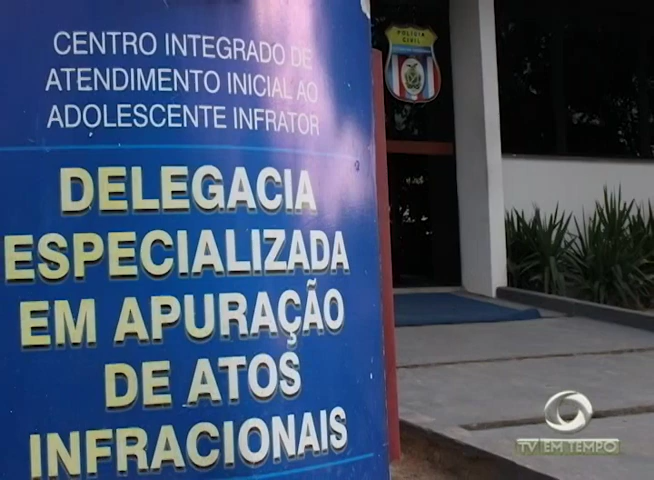 CENTRO INTEGRADO DE
ATENDIMENTO INICIAL AO
ADOLESCENTE INFRATOR
DELEGACIA
ESPECIALIZADA
EM APURAÇÃO
DE ATOS
INFRACIONAIS
POLÍCIA
CIVIL
TV EM TEMPO